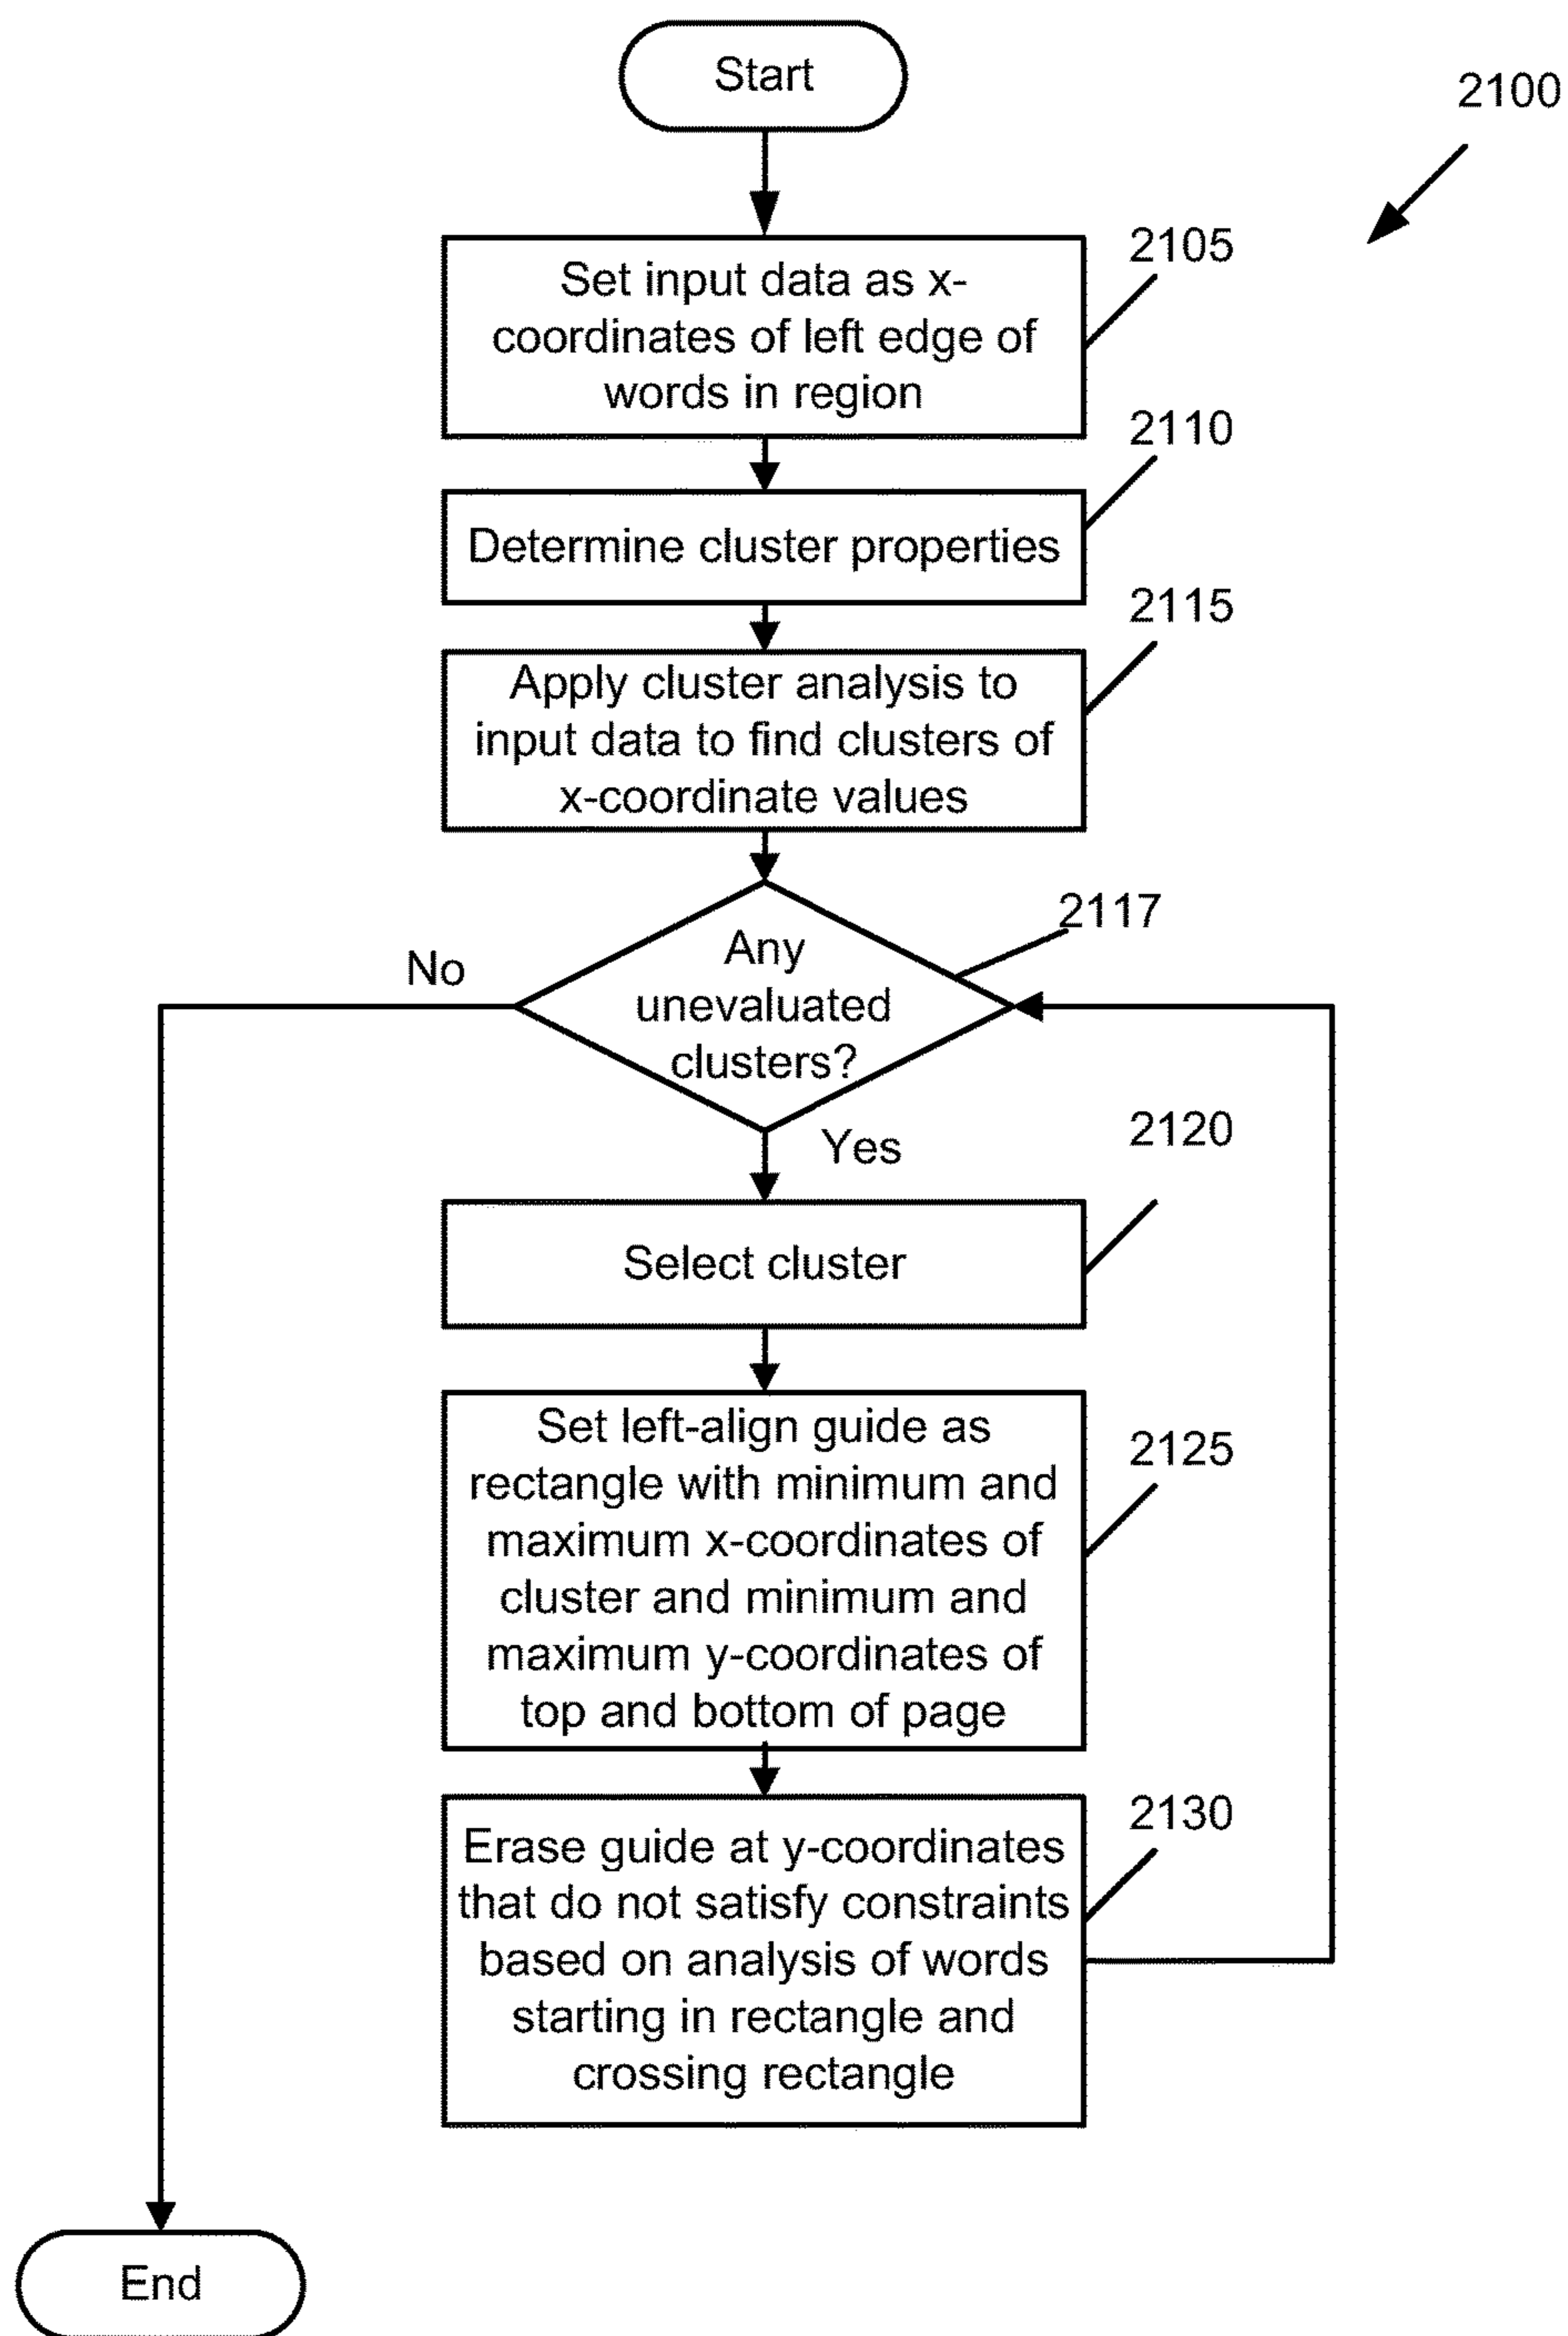 Start
2100
2105
Set input data as x-
coordinates of left edge of
words in region
2110
Determine cluster properties
2115
Apply cluster analysis to
input data to find clusters of
x-coordinate values
2117
No
Any
unevaluated
clusters?
Yes
2120
Select cluster
2125
Set left-align guide as
rectangle with minimum and
maximum x-coordinates of
cluster and minimum and
maximum y-coordinates of
top and bottom of page
2130
Erase guide at y-coordinates
that do not satisfy constraints
based on analysis of words
starting in rectangle and
crossing rectangle
End